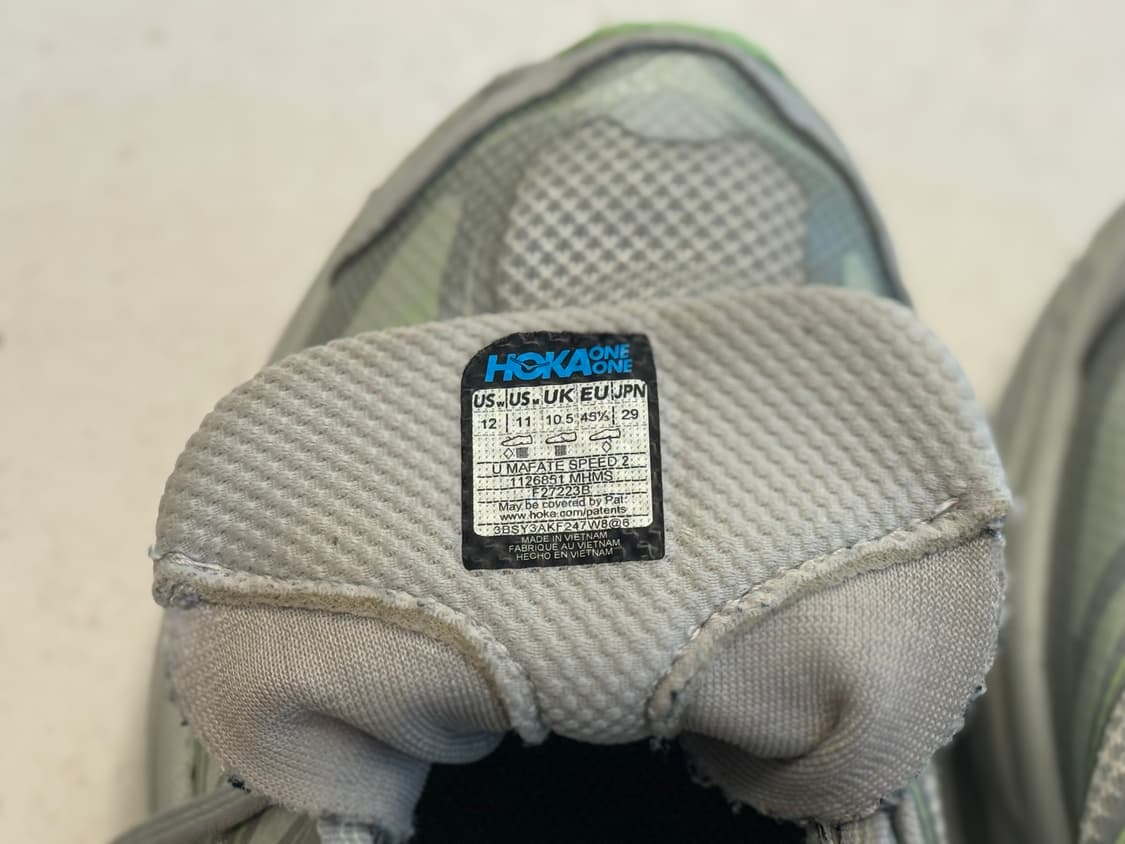 HOKA ONE ONE
USw USM UK EU JPN
12 11 10.5 45⅓ 29
U MAFATE SPEED 2
1126851 MHMS
F27223B
May be covered by Pat:
www.hoka.com/patents
3BSY3AKF247W8@6
MADE IN VIETNAM
FABRIQUE AU VIETNAM
HECHO EN VIETNAM